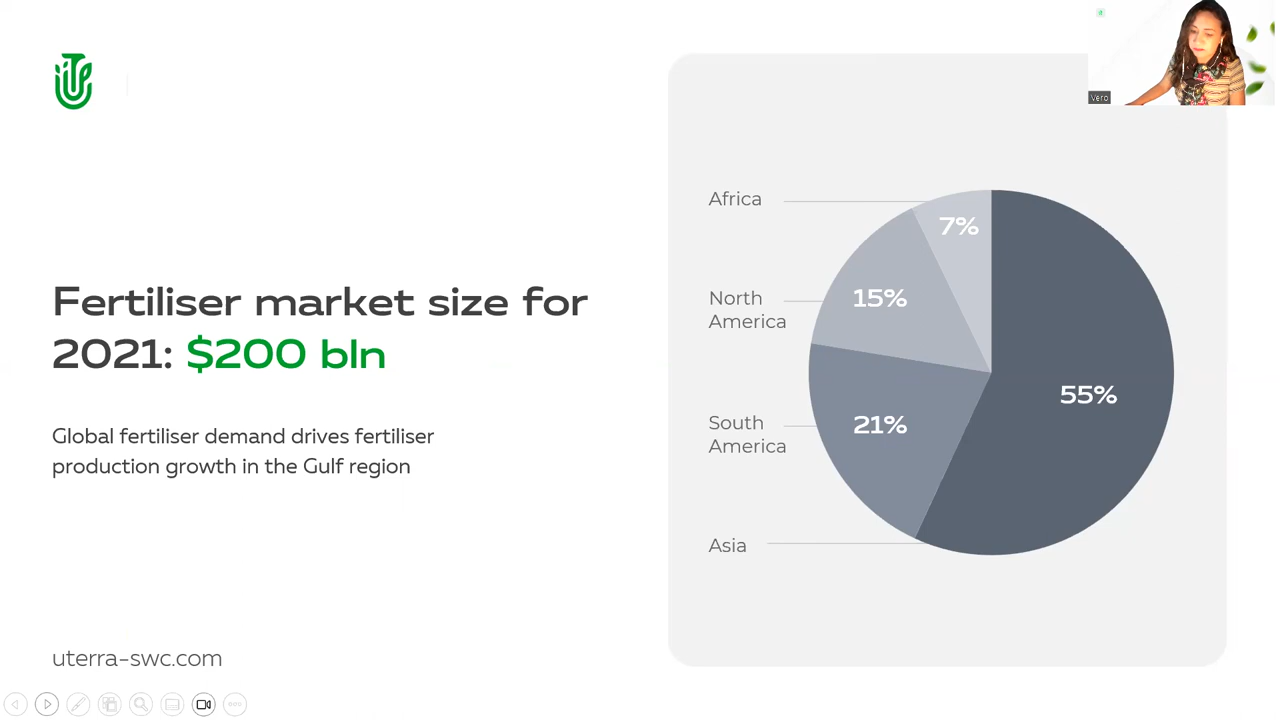 Vero
Africa
7%
North
America
15%
Fertiliser market size for
2021: $200 bln
55%
South
America
21%
Global fertiliser demand drives fertiliser
production growth in the Gulf region
Asia
uterra-swc.com